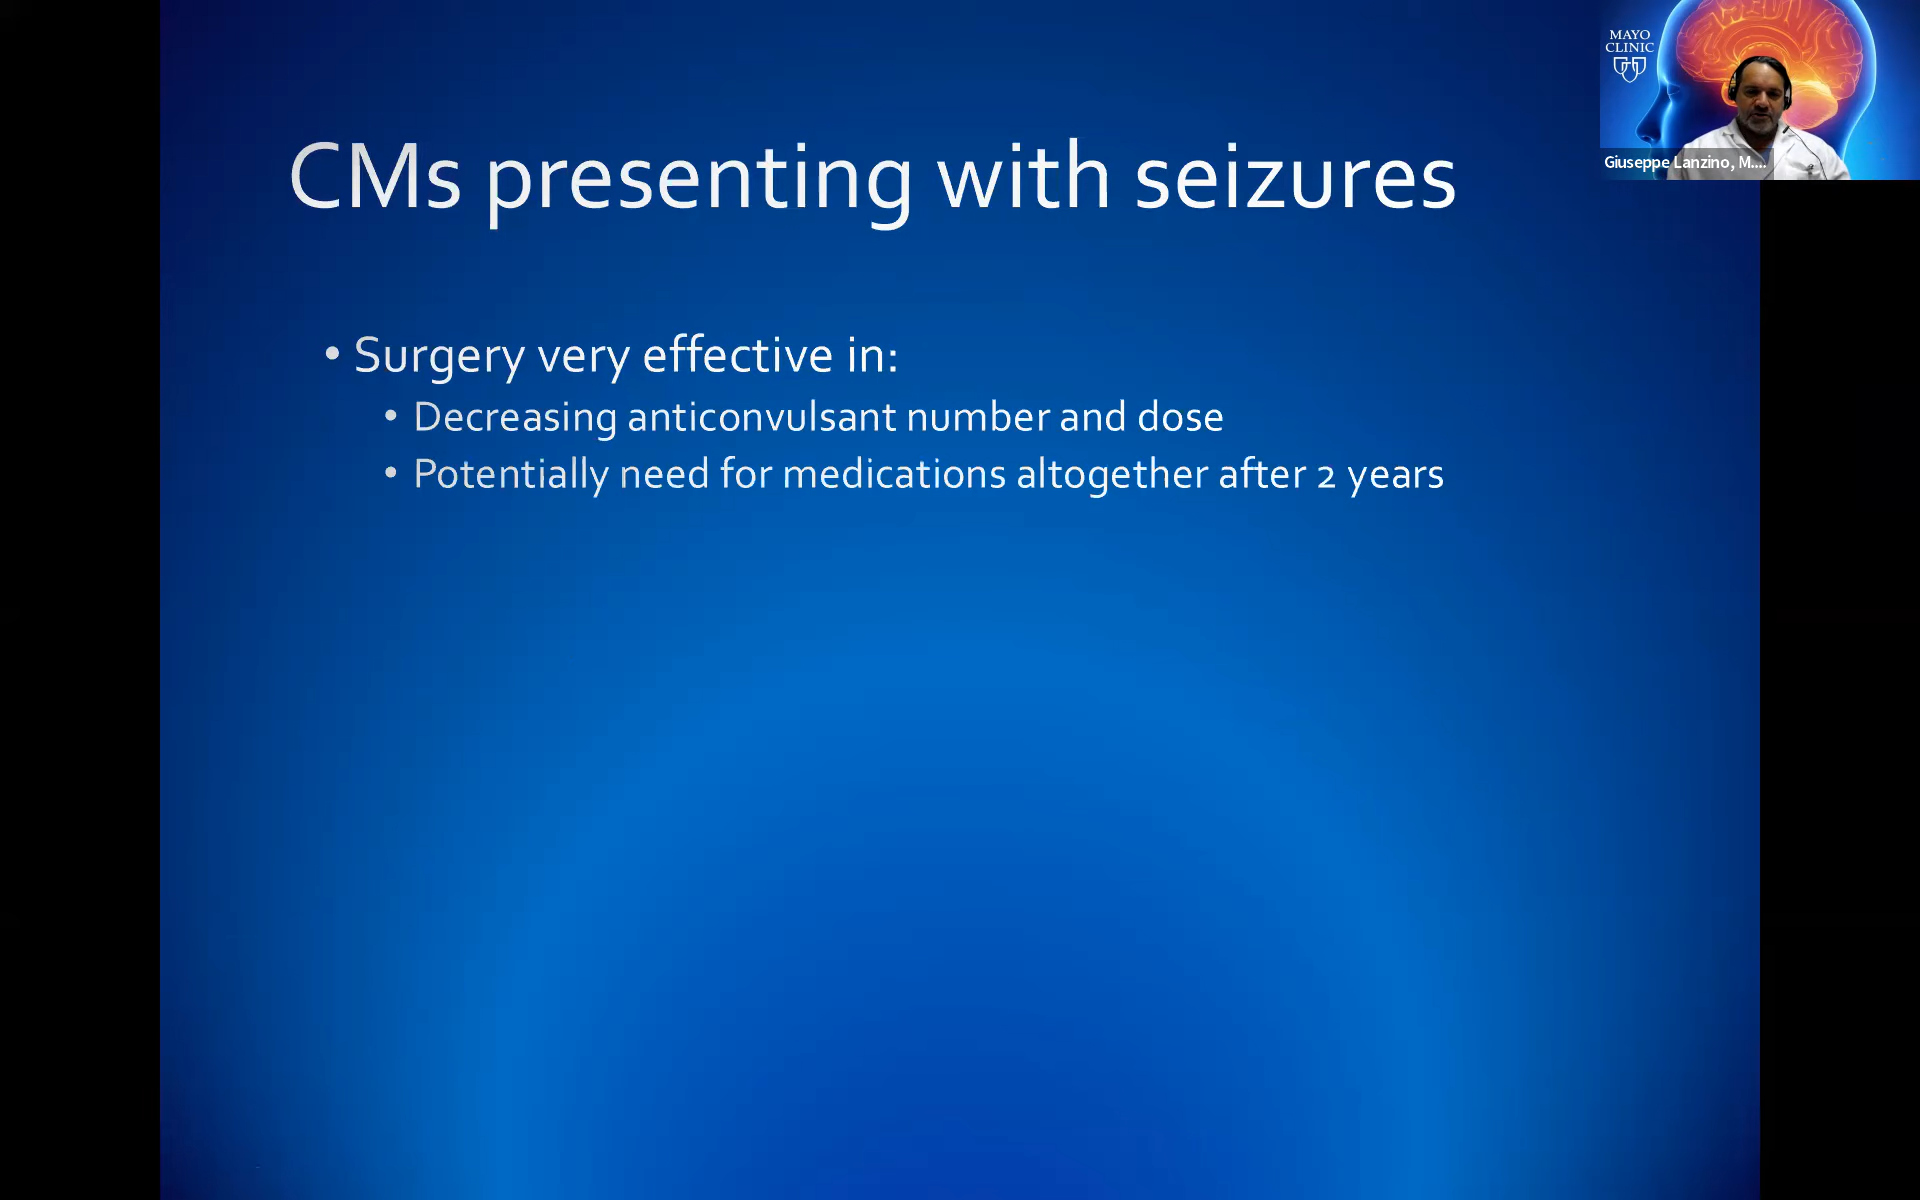 MAYO
CLINIC
Giuseppe Lanzino, M....
CMs presenting with seizures
• Surgery very effective in:
• Decreasing anticonvulsant number and dose
• Potentially need for medications altogether after 2 years